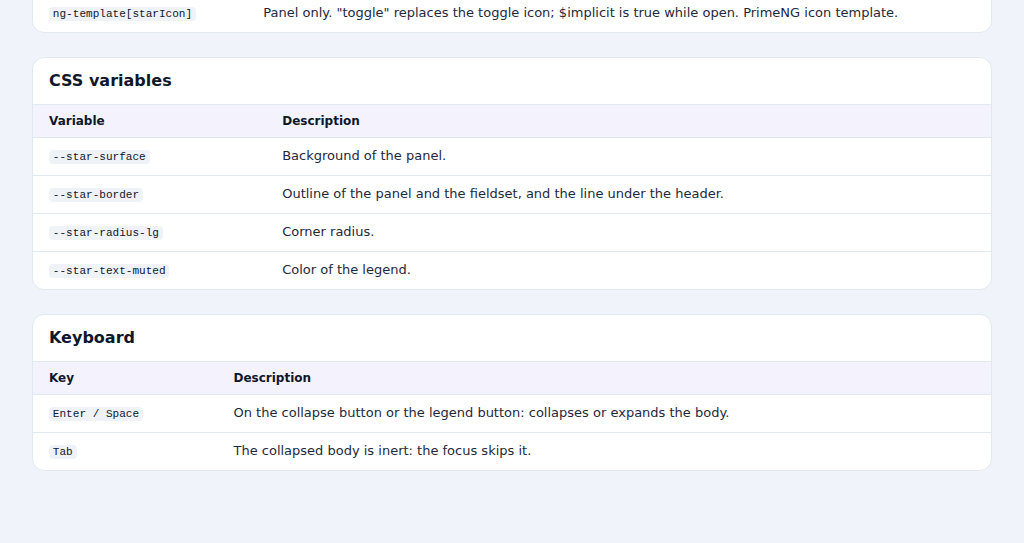 ng-template[starIcon] Panel only. "toggle" replaces the toggle icon; $implicit is true while open. PrimeNG icon template.
CSS variables
Variable Description
--star-surface Background of the panel.
--star-border Outline of the panel and the fieldset, and the line under the header.
--star-radius-lg Corner radius.
--star-text-muted Color of the legend.
Keyboard
Key Description
Enter / Space On the collapse button or the legend button: collapses or expands the body.
Tab The collapsed body is inert: the focus skips it.